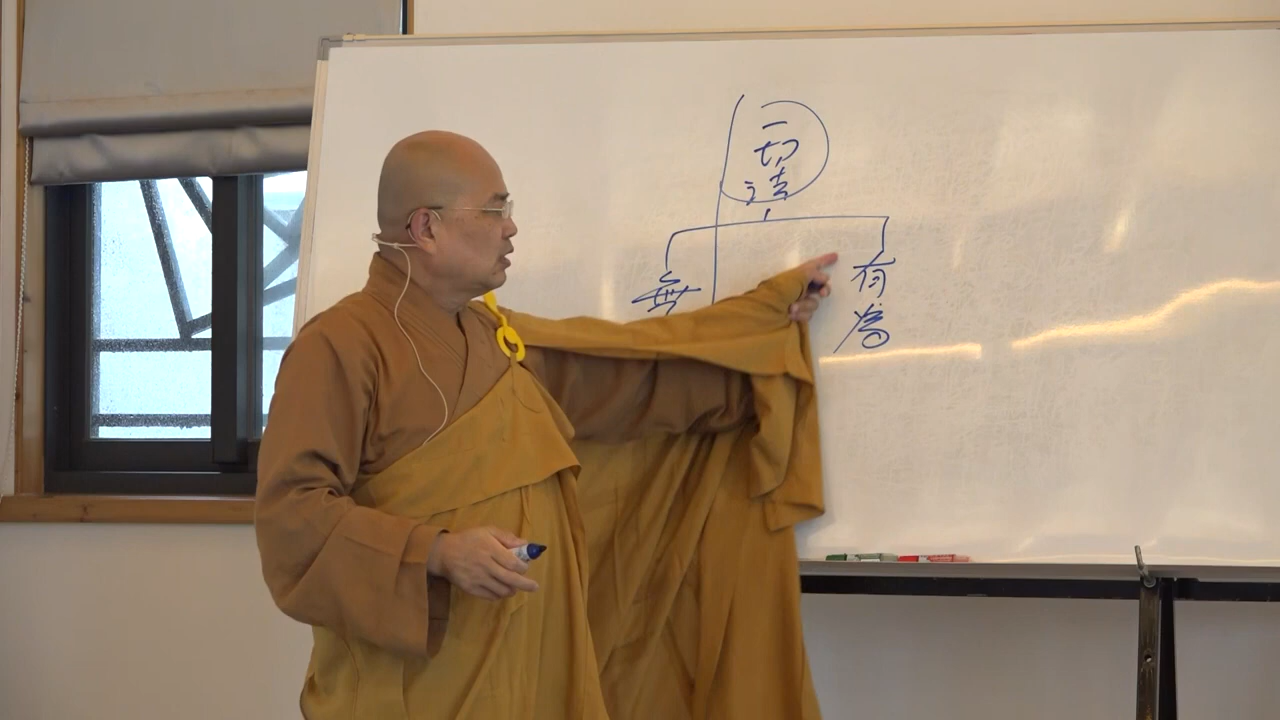 一
切
法
無
有
為